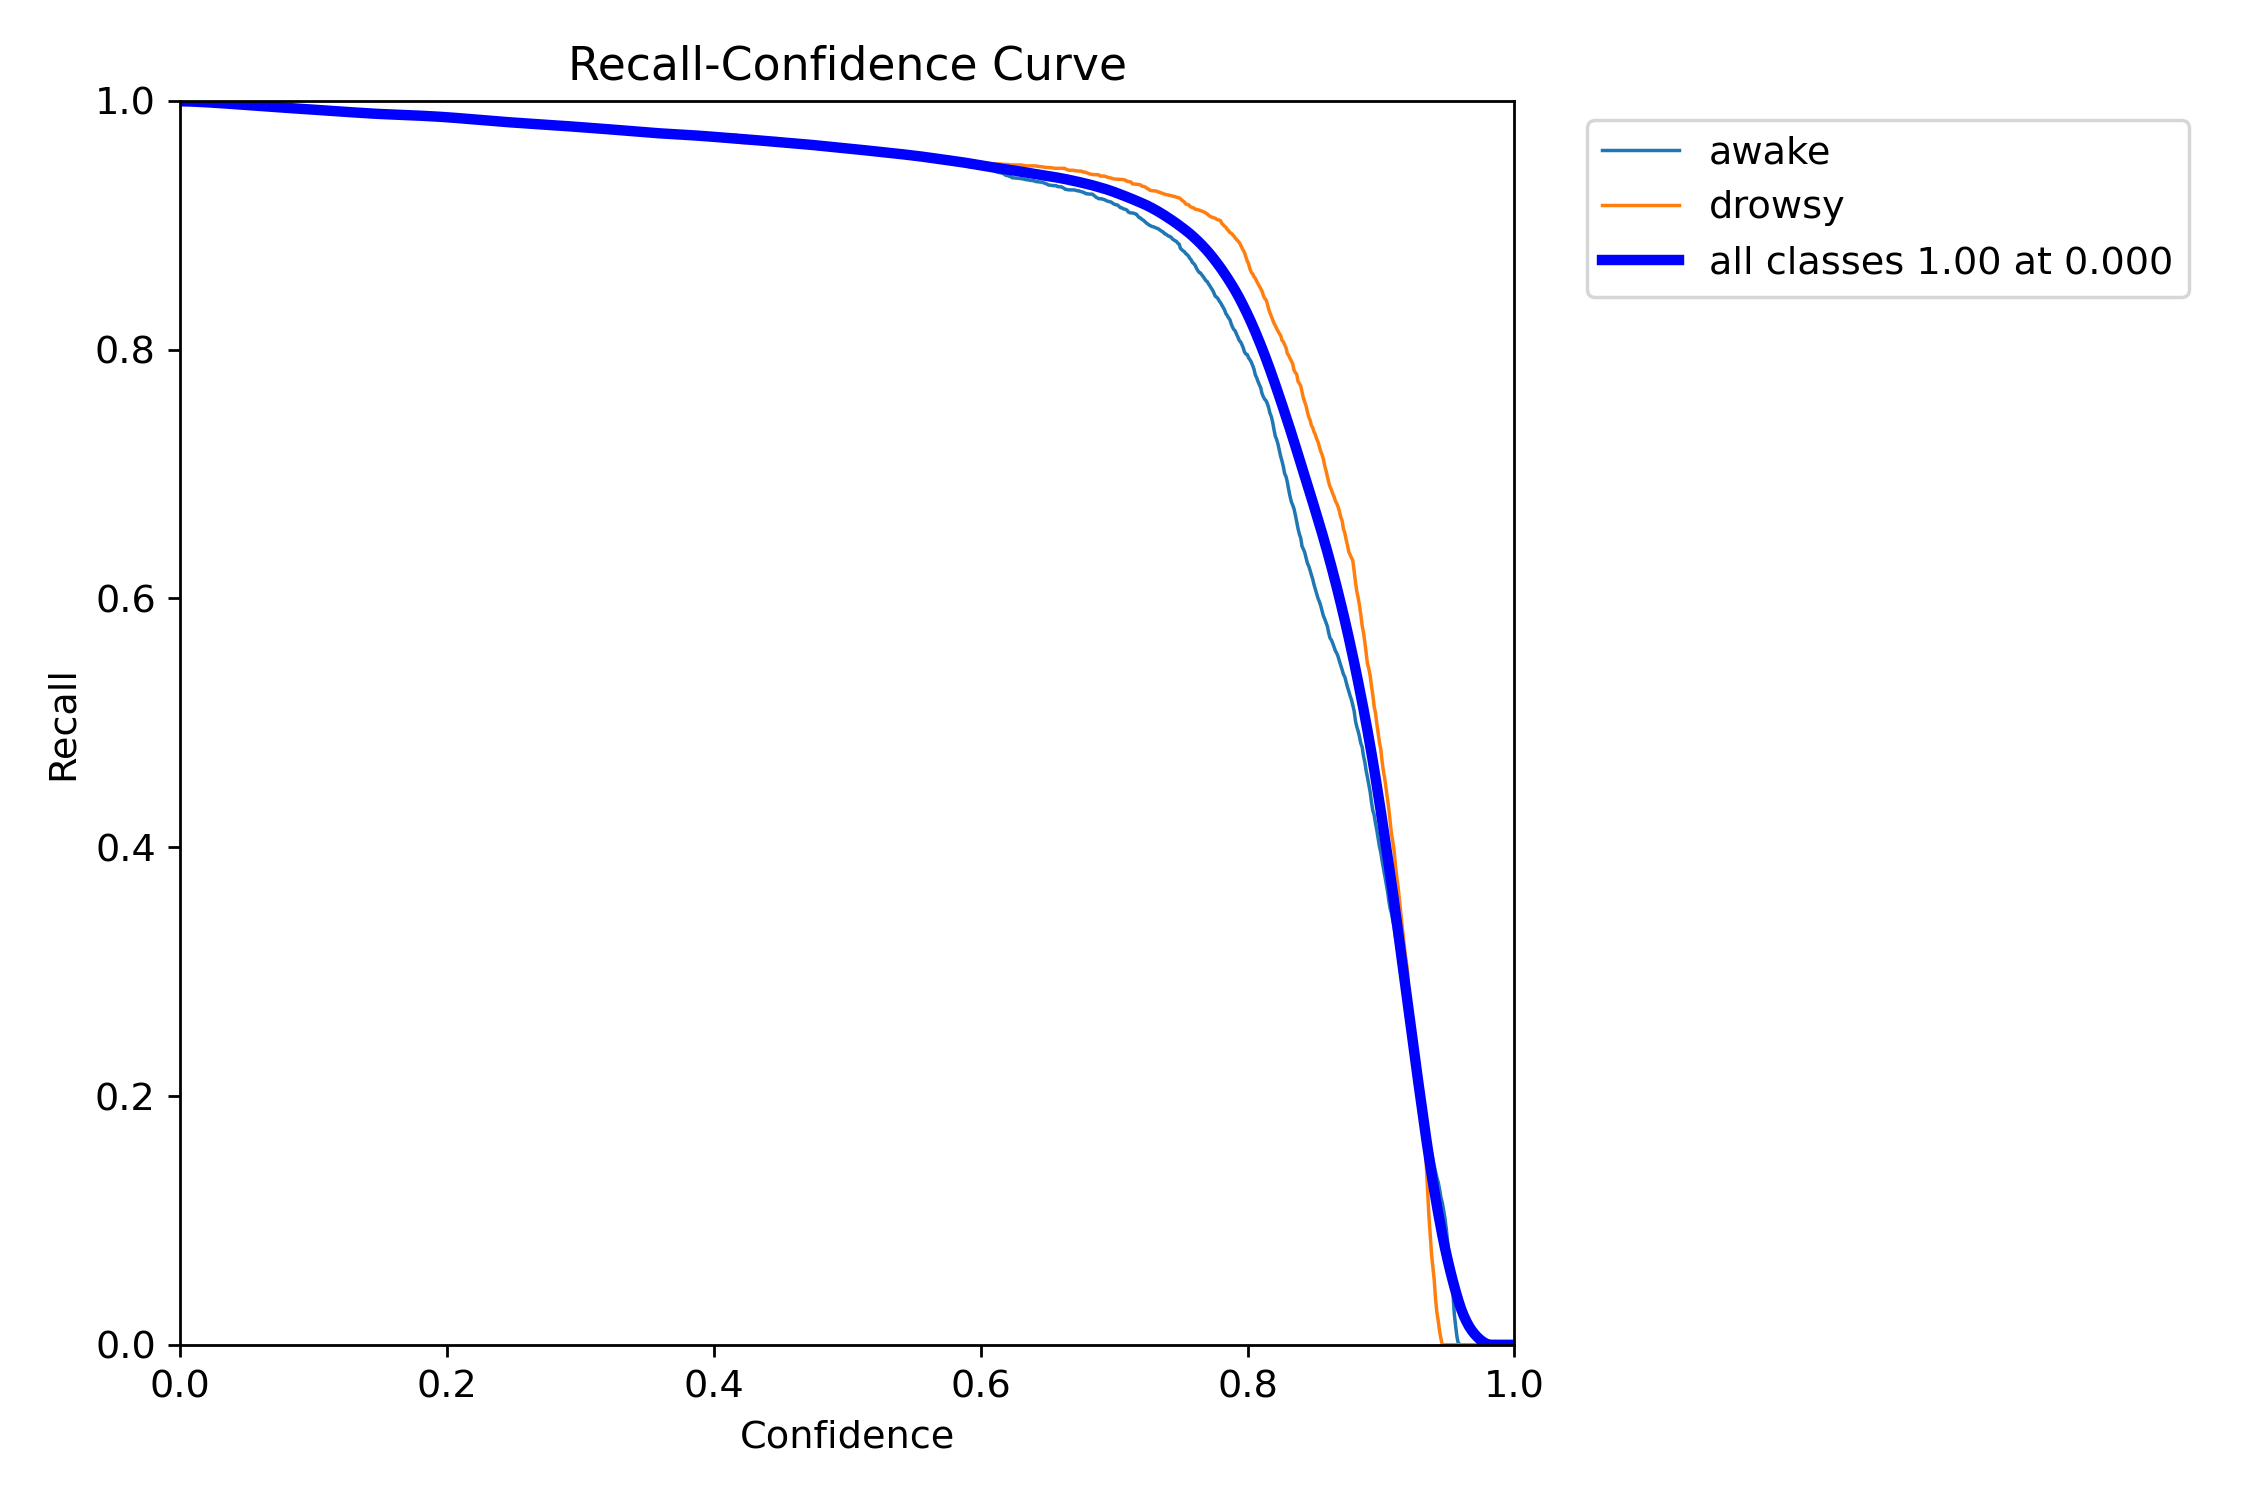 Recall-Confidence Curve
1.0
0.8
0.6
0.4
0.2
0.0
Recall
0.0 0.2 0.4 0.6 0.8 1.0
Confidence
awake
drowsy
all classes 1.00 at 0.000